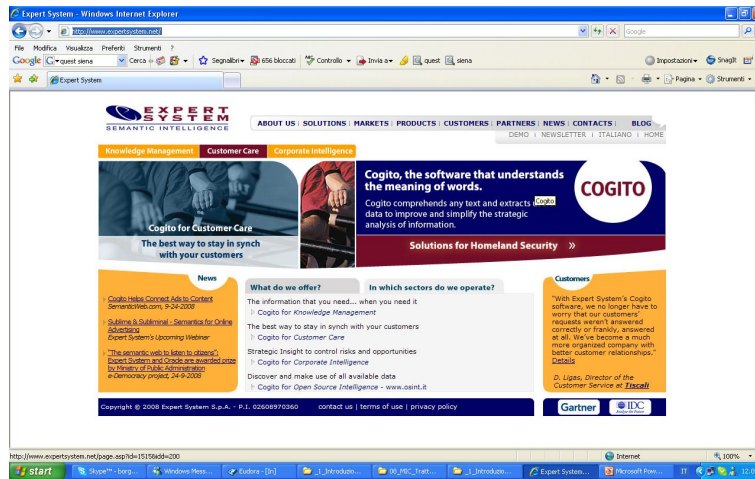 Expert System - Windows Internet Explorer
http://www.expertsystem.net/
Google
File Modifica Visualizza Preferiti Strumenti ?
Google G quest siena Cerca Segnalibri 656 bloccati Controllo Invia a quest siena Impostazioni SnagIt
Expert System Pagina Strumenti
EXPERT
SYSTEM
SEMANTIC INTELLIGENCE
ABOUT US | SOLUTIONS | MARKETS | PRODUCTS | CUSTOMERS | PARTNERS | NEWS | CONTACTS | BLOG
DEMO | NEWSLETTER | ITALIANO | HOME
Knowledge Management Customer Care Corporate Intelligence
Cogito, the software that understands
the meaning of words.
Cogito comprehends any text and extracts Cogito
data to improve and simplify the strategic
analysis of information.
COGITO
Cogito for Customer Care
The best way to stay in synch
with your customers
Solutions for Homeland Security »
News
Cogito Helps Connect Ads to Content
SemanticWeb.com, 9-24-2008
Sublime & Subliminal - Semantics for Online
Advertising
Expert System's Upcoming Webinar
"The semantic web to listen to citizens":
Expert System and Oracle are awarded prize
by Ministry of Public Administration
e-Democracy project, 24-9-2008
What do we offer? In which sectors do we operate?
The information that you need... when you need it
Cogito for Knowledge Management
The best way to stay in synch with your customers
Cogito for Customer Care
Strategic Insight to control risks and opportunities
Cogito for Corporate Intelligence
Discover and make use of all available data
Cogito for Open Source Intelligence - www.osint.it
Customers
"With Expert System's Cogito
software, we no longer have to
worry that our customers'
requests weren't answered
correctly or frankly, answered
at all. We've become a much
more organized company with
better customer relationships."
Details
D. Ligas, Director of the
Customer Service at Tiscali
Copyright © 2008 Expert System S.p.A. - P.I. 02608970360 contact us | terms of use | privacy policy
Gartner IDC
http://www.expertsystem.net/page.asp?id=1515&idd=200 Internet 100%
start Skype™ - borg... Windows Mess... Eudora - [In] _1_Introduzio... 08_MIC_Tratt... _1_Introduzio... Expert System... Microsoft Pow... IT 12.0